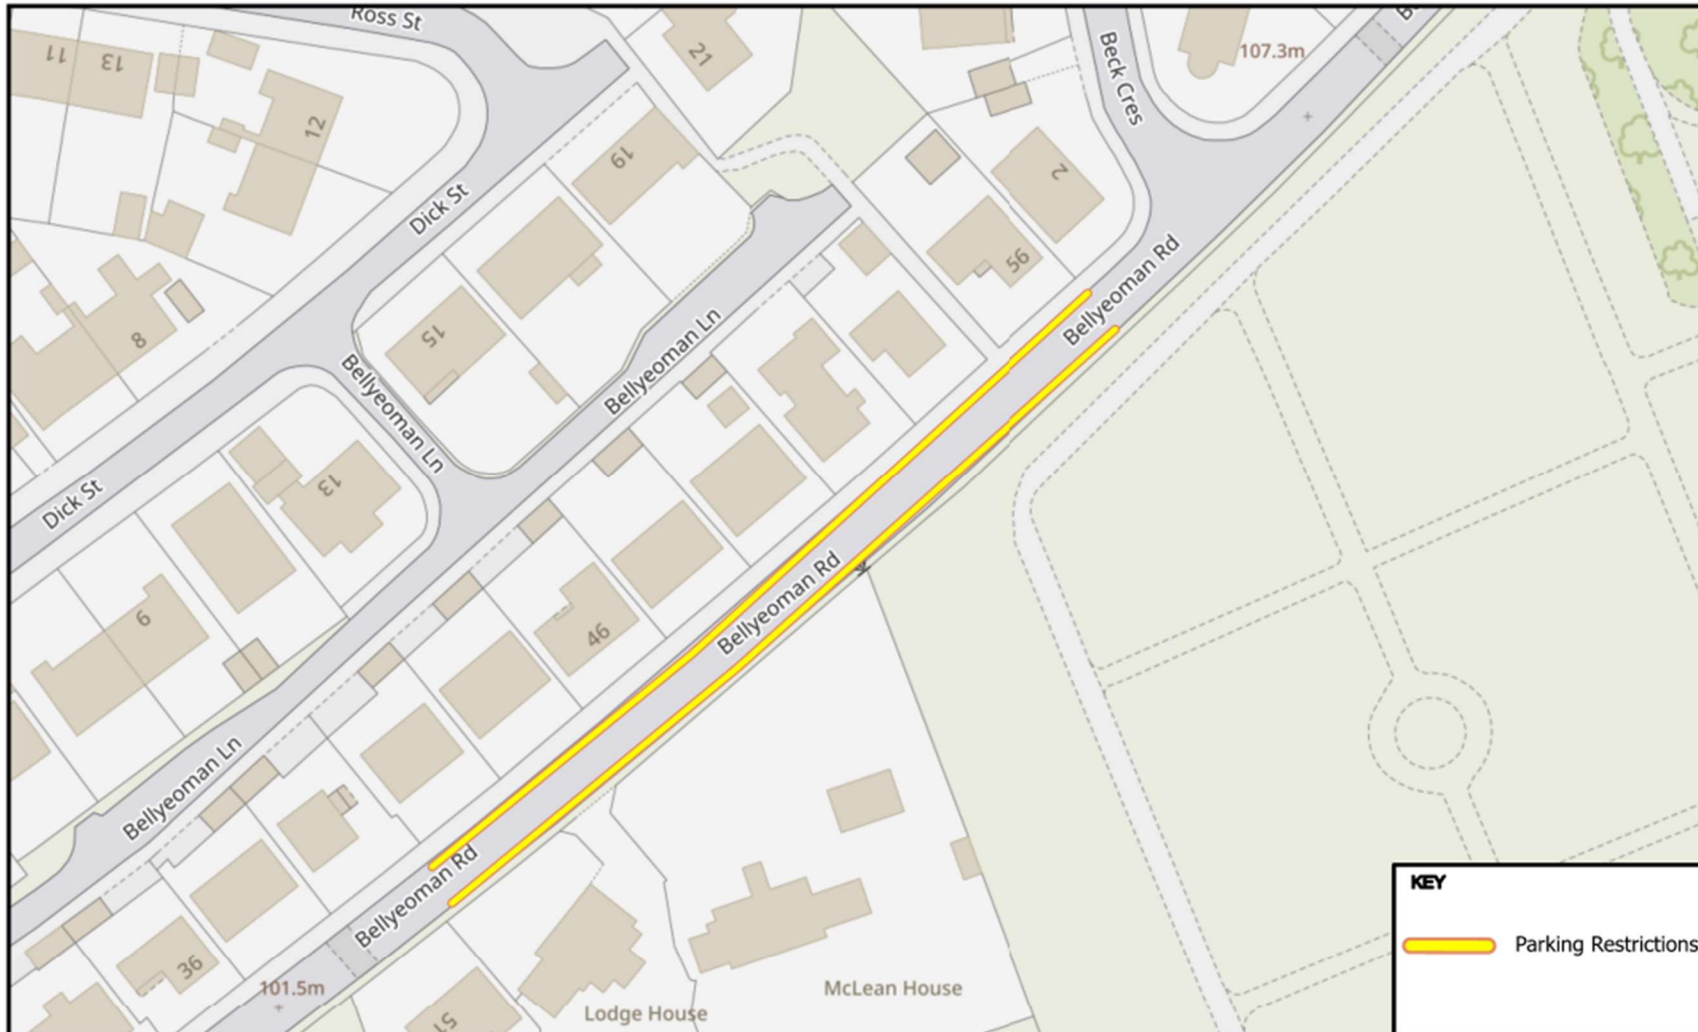 Ross St
Bo
11
13
21
107.3m
Beck Cres
12
19
2
Dick St
56
Bellyeoman Rd
15
8
Bellyeoman Ln
Bellyeoman Ln
13
Dick St
Bellyeoman Rd
6
46
Bellyeoman Ln
Bellyeoman Rd
KEY
Parking Restrictions
36
101.5m
McLean House
Lodge House
51